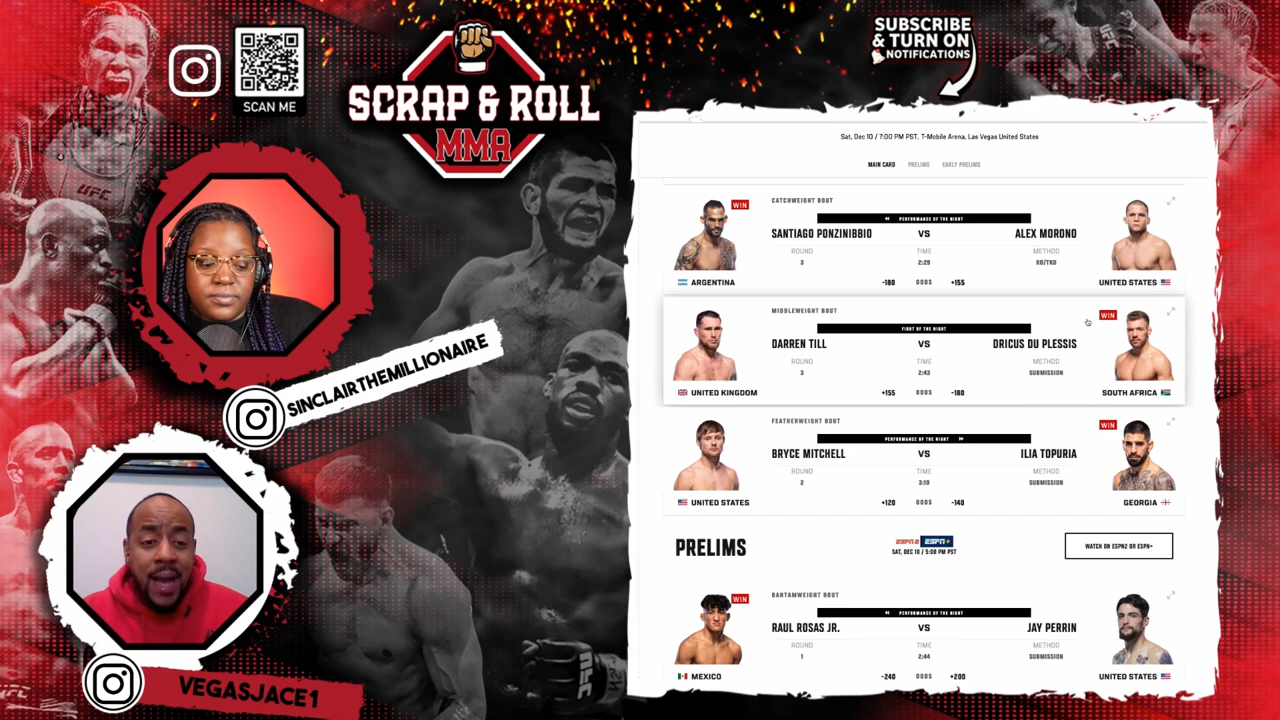 SCAN ME
SCRAP & ROLL
MMA
SUBSCRIBE
& TURN ON
NOTIFICATIONS
SINCLAIRTHEMILLIONAIRE
VEGASJACE1
UFC
UFC
UFC
Sat, Dec 10 / 7:00 PM PST. T-Mobile Arena, Las Vegas United States
MAIN CARD PRELIMS EARLY PRELIMS
CATCHWEIGHT BOUT
WIN
PERFORMANCE OF THE NIGHT
SANTIAGO PONZINIBBIO VS ALEX MORONO
ROUND TIME METHOD
3 2:29 KO/TKO
ARGENTINA -180 ODDS +155 UNITED STATES
MIDDLEWEIGHT BOUT
WIN
FIGHT OF THE NIGHT
DARREN TILL VS DRICUS DU PLESSIS
ROUND TIME METHOD
3 2:43 SUBMISSION
UNITED KINGDOM +155 ODDS -180 SOUTH AFRICA
FEATHERWEIGHT BOUT
WIN
PERFORMANCE OF THE NIGHT
BRYCE MITCHELL VS ILIA TOPURIA
ROUND TIME METHOD
2 3:10 SUBMISSION
UNITED STATES +120 ODDS -140 GEORGIA
PRELIMS
ESPN2 ESPN+
SAT, DEC 10 / 5:00 PM PST
WATCH ON ESPN2 OR ESPN+
BANTAMWEIGHT BOUT
WIN
PERFORMANCE OF THE NIGHT
RAUL ROSAS JR. VS JAY PERRIN
ROUND TIME METHOD
1 2:44 SUBMISSION
MEXICO -240 ODDS +200 UNITED STATES